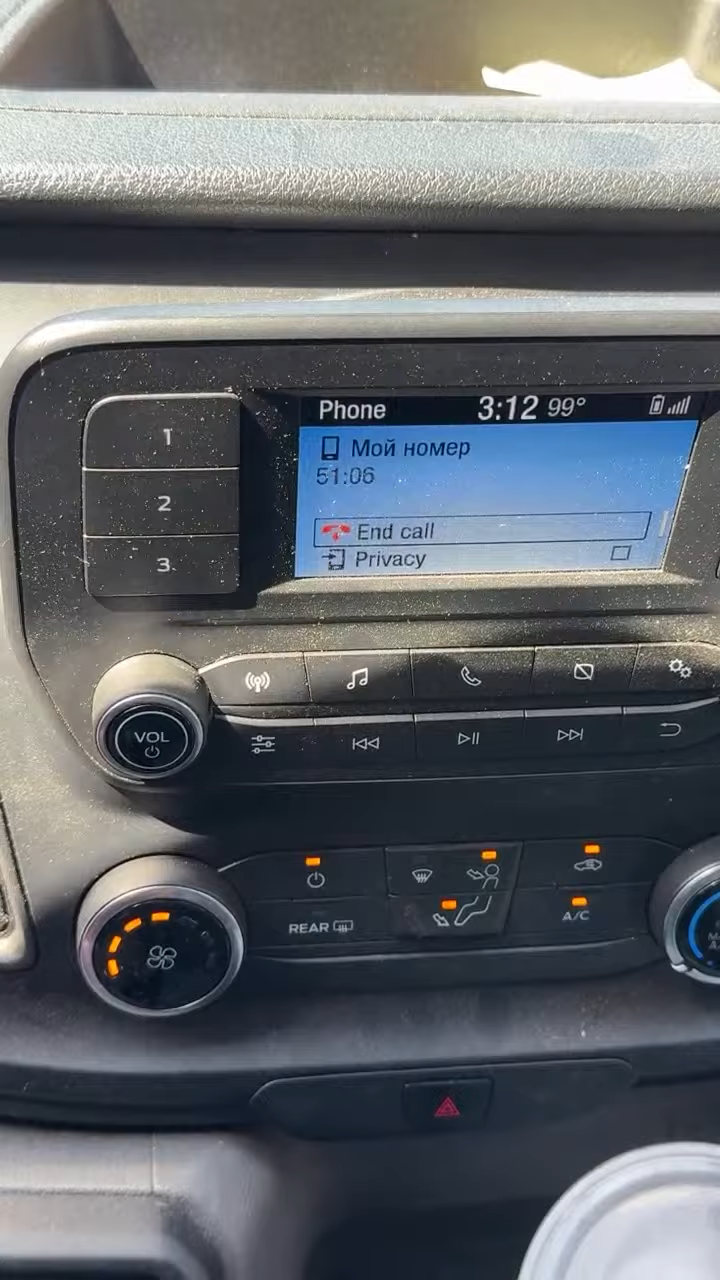 Phone 3:12 99°
Мой номер
51:06
End call
Privacy
1
2
3
VOL
REAR
A/C